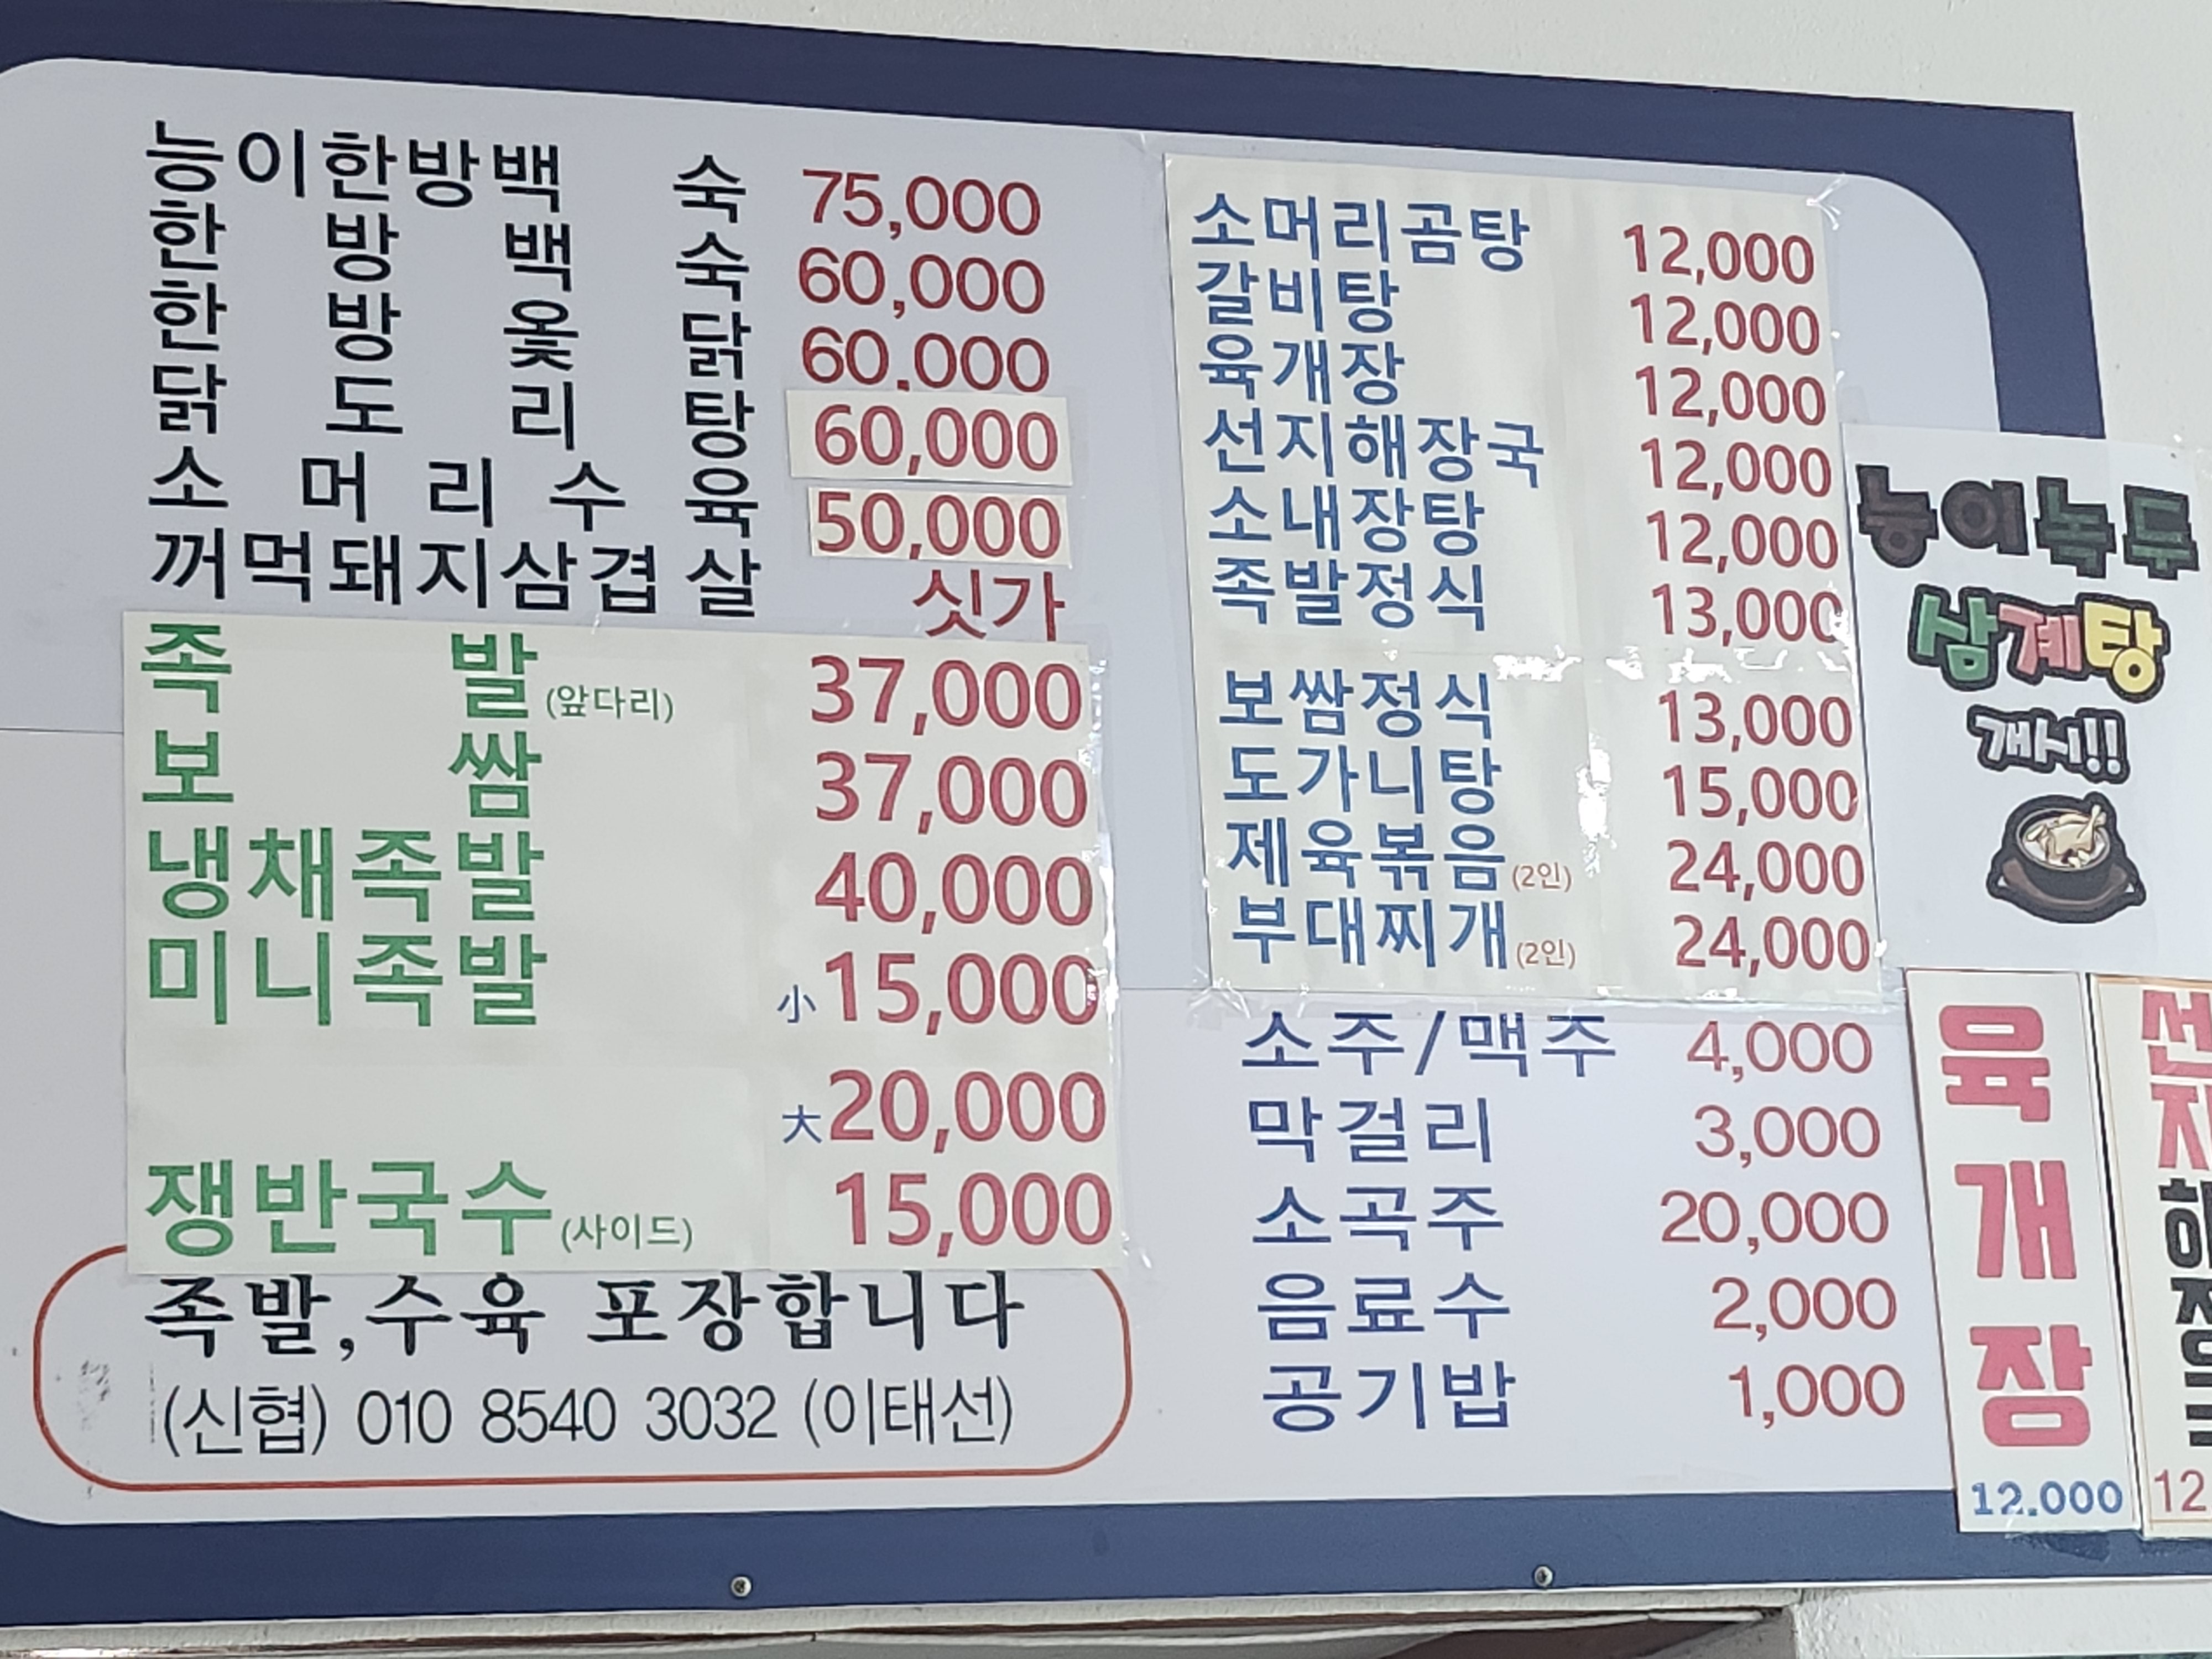 능이한방백숙 75,000
한방백숙 60,000
한방옻닭 60.000
닭도리탕 60,000
소머리수육 50,000
꺼먹돼지삼겹살 싯가
족발(앞다리) 37,000
보쌈 37,000
냉채족발 40,000
미니족발 小 15,000
大 20,000
쟁반국수(사이드) 15,000
족발,수육 포장합니다
(신협) 010 8540 3032 (이태선)
소머리곰탕 12,000
갈비탕 12,000
육개장 12,000
선지해장국 12,000
소내장탕 12,000
족발정식 13,000
보쌈정식 13,000
도가니탕 15,000
제육볶음(2인) 24,000
부대찌개(2인) 24,000
소주/맥주 4,000
막걸리 3,000
소곡주 20,000
음료수 2,000
공기밥 1,000
능이녹두
삼계탕
개시!!
육개장
12.000
선지해장국
12